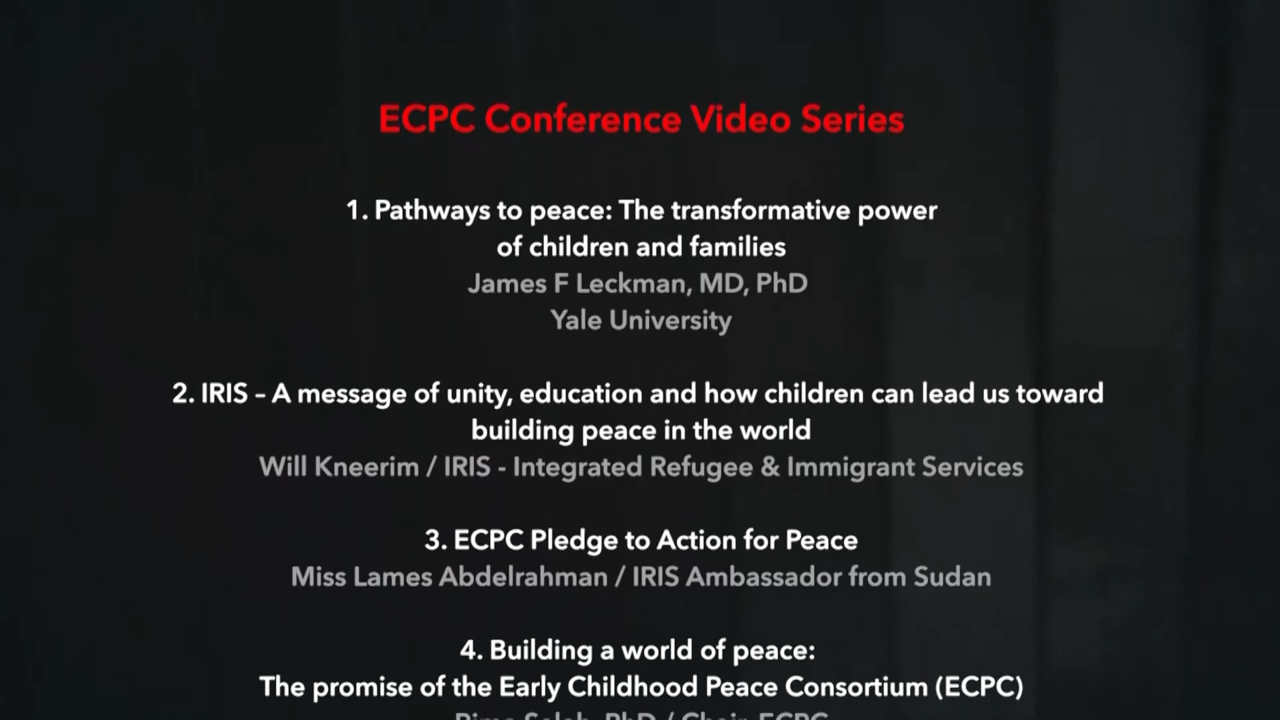 ECPC Conference Video Series
1. Pathways to peace: The transformative power
of children and families
James F Leckman, MD, PhD
Yale University
2. IRIS – A message of unity, education and how children can lead us toward
building peace in the world
Will Kneerim / IRIS - Integrated Refugee & Immigrant Services
3. ECPC Pledge to Action for Peace
Miss Lames Abdelrahman / IRIS Ambassador from Sudan
4. Building a world of peace:
The promise of the Early Childhood Peace Consortium (ECPC)